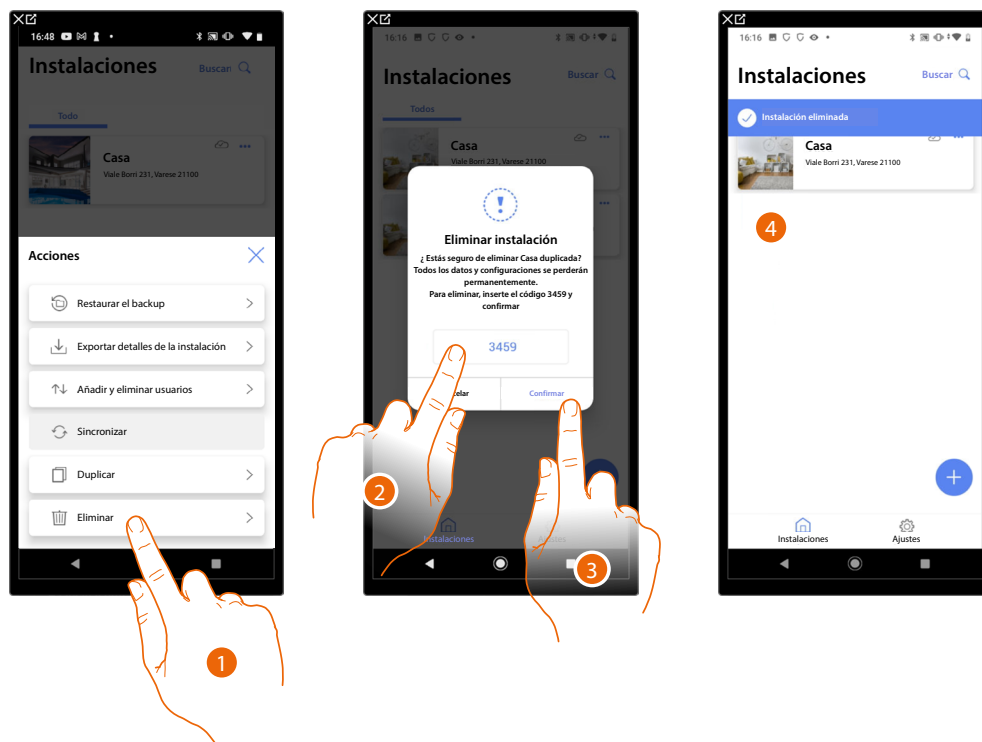 16:48
Instalaciones
Buscar
Todo
Casa
Viale Borri 231, Varese 21100
Acciones
Restaurar el backup
Exportar detalles de la instalación
Añadir y eliminar usuarios
Sincronizar
Duplicar
Eliminar
1
16:16
Instalaciones
Buscar
Todos
Casa
Viale Borri 231, Varese 21100
Eliminar instalación
¿ Estás seguro de eliminar Casa duplicada?
Todos los datos y configuraciones se perderán
permanentemente.
Para eliminar, inserte el código 3459 y
confirmar
3459
elar
Confirmar
2
Instalaciones
3
16:16
Instalaciones
Buscar
Instalación eliminada
Casa
Viale Borri 231, Varese 21100
4
Instalaciones
Ajustes